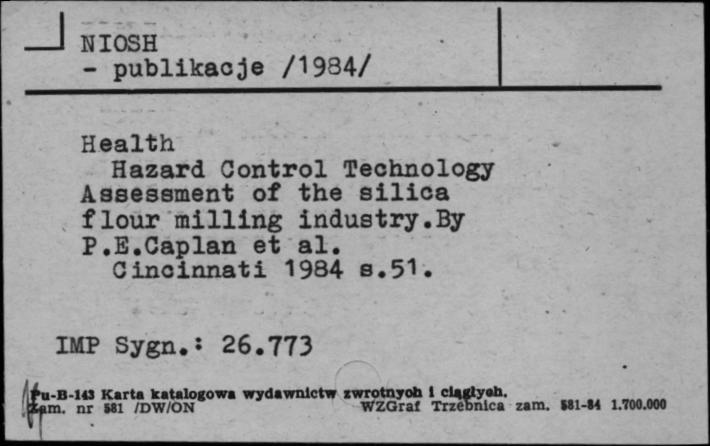 NIOSH
- publikacje /1984/
Health
Hazard Control Technology
Assessment of the silica
flour milling industry.By
P.E.Caplan et al.
Cincinnati 1984 s.51.
IMP Sygn.: 26.773
Pu-B-143 Karta katalogowa wydawnictw zwrotnych i ciągłych.
Zam. nr 581 /DW/ON WZGraf Trzebnica zam. 581-84 1.700.000